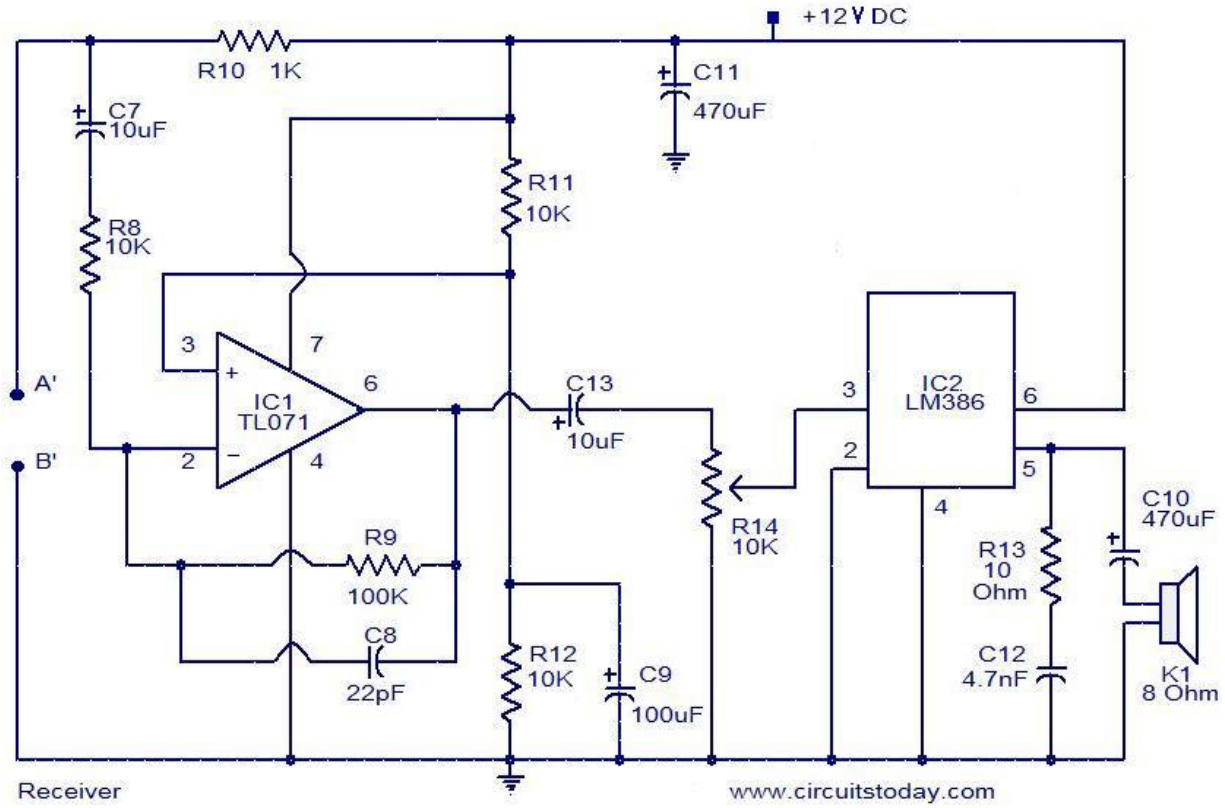 +12V DC
R10 1K
C11
470uF
C7
10uF
R11
10K
R8
10K
A'
B'
3
+
7
6
IC1
TL071
2
−
4
C13
+
10uF
R14
10K
3
2
IC2
LM386
6
5
4
C10
470uF
R13
10
Ohm
C12
4.7nF
K1
8 Ohm
R9
100K
C8
22pF
R12
10K
C9
100uF
+
+
+
+
Receiver
www.circuitstoday.com